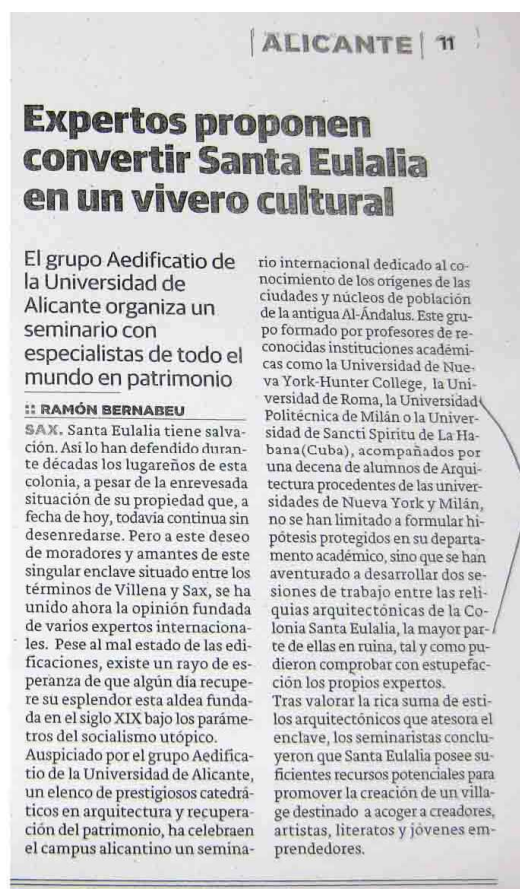 | ALICANTE | 11
Expertos proponen
convertir Santa Eulalia
en un vivero cultural
El grupo Aedificatio de
la Universidad de
Alicante organiza un
seminario con
especialistas de todo el
mundo en patrimonio
:: RAMÓN BERNABEU
SAX. Santa Eulalia tiene salva-
ción. Así lo han defendido duran-
te décadas los lugareños de esta
colonia, a pesar de la enrevesada
situación de su propiedad que, a
fecha de hoy, todavía continua sin
desenredarse. Pero a este deseo
de moradores y amantes de este
singular enclave situado entre los
términos de Villena y Sax, se ha
unido ahora la opinión fundada
de varios expertos internaciona-
les. Pese al mal estado de las edi-
ficaciones, existe un rayo de es-
peranza de que algún día recupe-
re su esplendor esta aldea funda-
da en el siglo XIX bajo los paráme-
tros del socialismo utópico.
Auspiciado por el grupo Aedifica-
tio de la Universidad de Alicante,
un elenco de prestigiosos catedrá-
ticos en arquitectura y recupera-
ción del patrimonio, ha celebraen
el campus alicantino un semina-
rio internacional dedicado al co-
nocimiento de los orígenes de las
ciudades y núcleos de población
de la antigua Al-Ándalus. Este gru-
po formado por profesores de re-
conocidas instituciones académi-
cas como la Universidad de Nue-
va York-Hunter College, la Uni-
versidad de Roma, la Universidad
Politécnica de Milán o la Univer-
sidad de Sancti Spiritu de La Ha-
bana(Cuba), acompañados por
una decena de alumnos de Arqui-
tectura procedentes de las univer-
sidades de Nueva York y Milán,
no se han limitado a formular hi-
pótesis protegidos en su departa-
mento académico, sino que se han
aventurado a desarrollar dos se-
siones de trabajo entre las reli-
quias arquitectónicas de la Co-
lonia Santa Eulalia, la mayor par-
te de ellas en ruina, tal y como pu-
dieron comprobar con estupefac-
ción los propios expertos.
Tras valorar la rica suma de esti-
los arquitectónicos que atesora el
enclave, los seminaristas conclu-
yeron que Santa Eulalia posee su-
ficientes recursos potenciales para
promover la creación de un villa-
ge destinado a acoger a creadores,
artistas, literatos y jóvenes em-
prendedores.